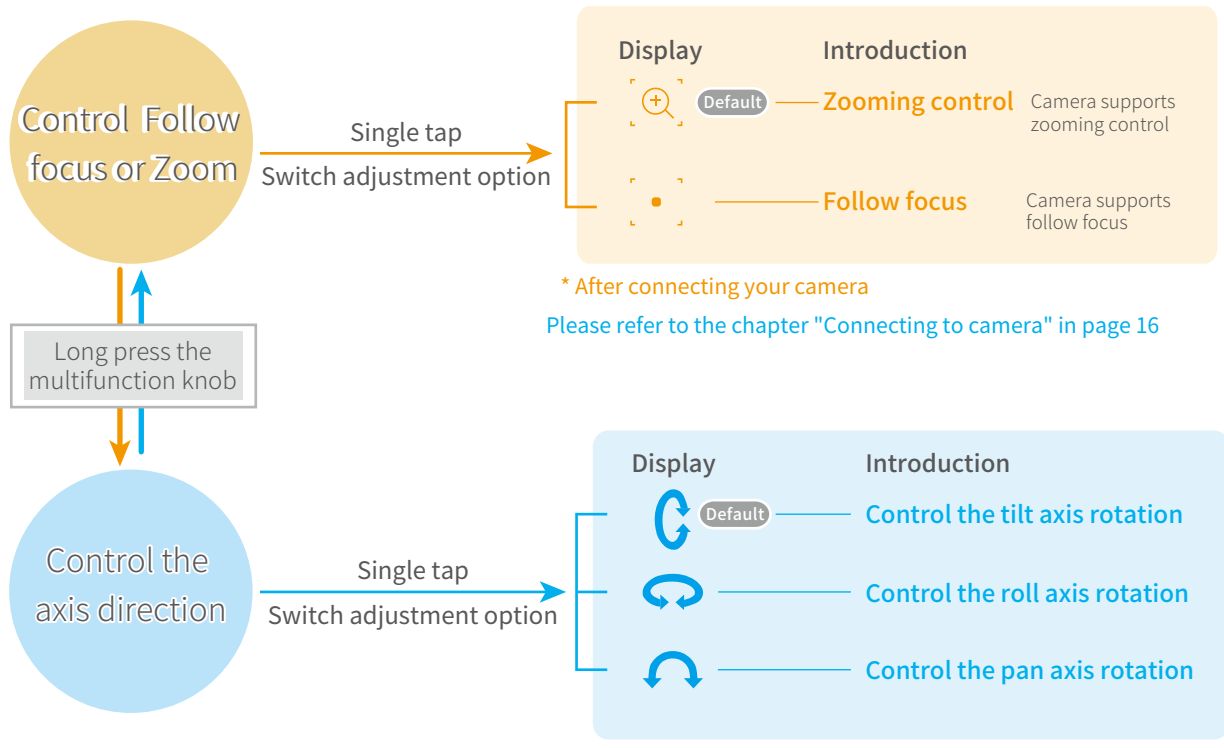 Control Follow
focus or Zoom
Single tap
Switch adjustment option
Display Introduction
Default Zooming control Camera supports
zooming control
Follow focus Camera supports
follow focus
* After connecting your camera
Please refer to the chapter "Connecting to camera" in page 16
Long press the
multifunction knob
Control the
axis direction
Single tap
Switch adjustment option
Display Introduction
Default Control the tilt axis rotation
Control the roll axis rotation
Control the pan axis rotation